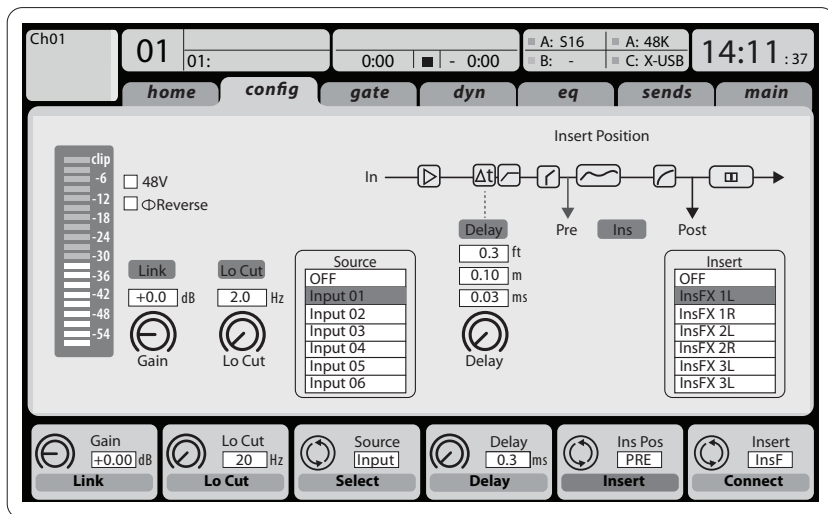 Ch01
01
01:
0:00 - 0:00
A: S16
B: -
A: 48K
C: X-USB
14:11 :37
home config gate dyn eq sends main
Insert Position
clip
-6
-12
-18
-24
-30
-36
-42
-48
-54
48V
ΦReverse
In
Δt
Delay
Pre
Ins
Post
0.3 ft
0.10 m
0.03 ms
Delay
Link
+0.0 dB
Gain
Lo Cut
2.0 Hz
Lo Cut
Source
OFF
Input 01
Input 02
Input 03
Input 04
Input 05
Input 06
Insert
OFF
InsFX 1L
InsFX 1R
InsFX 2L
InsFX 2R
InsFX 3L
InsFX 3L
Gain
+0.00 dB
Link
Lo Cut
20 Hz
Lo Cut
Source
Input
Select
Delay
0.3 ms
Delay
Ins Pos
PRE
Insert
Insert
InsF
Connect